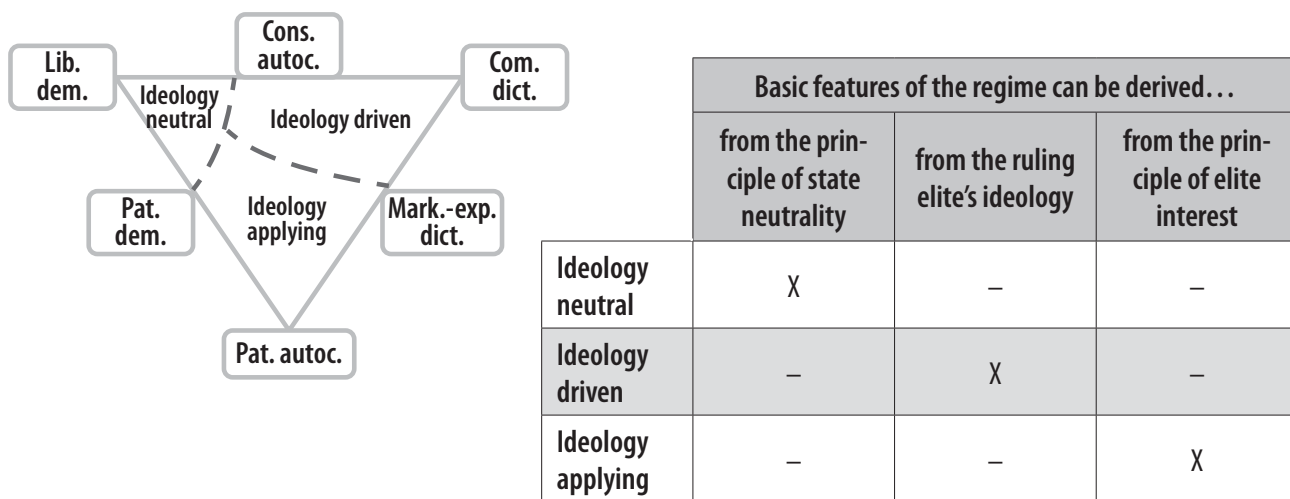 Cons.
autoc.
Lib.
dem.
Com.
dict.
Ideology
neutral
Ideology driven
Pat.
dem.
Ideology
applying
Mark.-exp.
dict.
Pat. autoc.
Basic features of the regime can be derived…
from the prin-
ciple of state
neutrality
from the ruling
elite’s ideology
from the prin-
ciple of elite
interest
Ideology
neutral
X
–
–
Ideology
driven
–
X
–
Ideology
applying
–
–
X